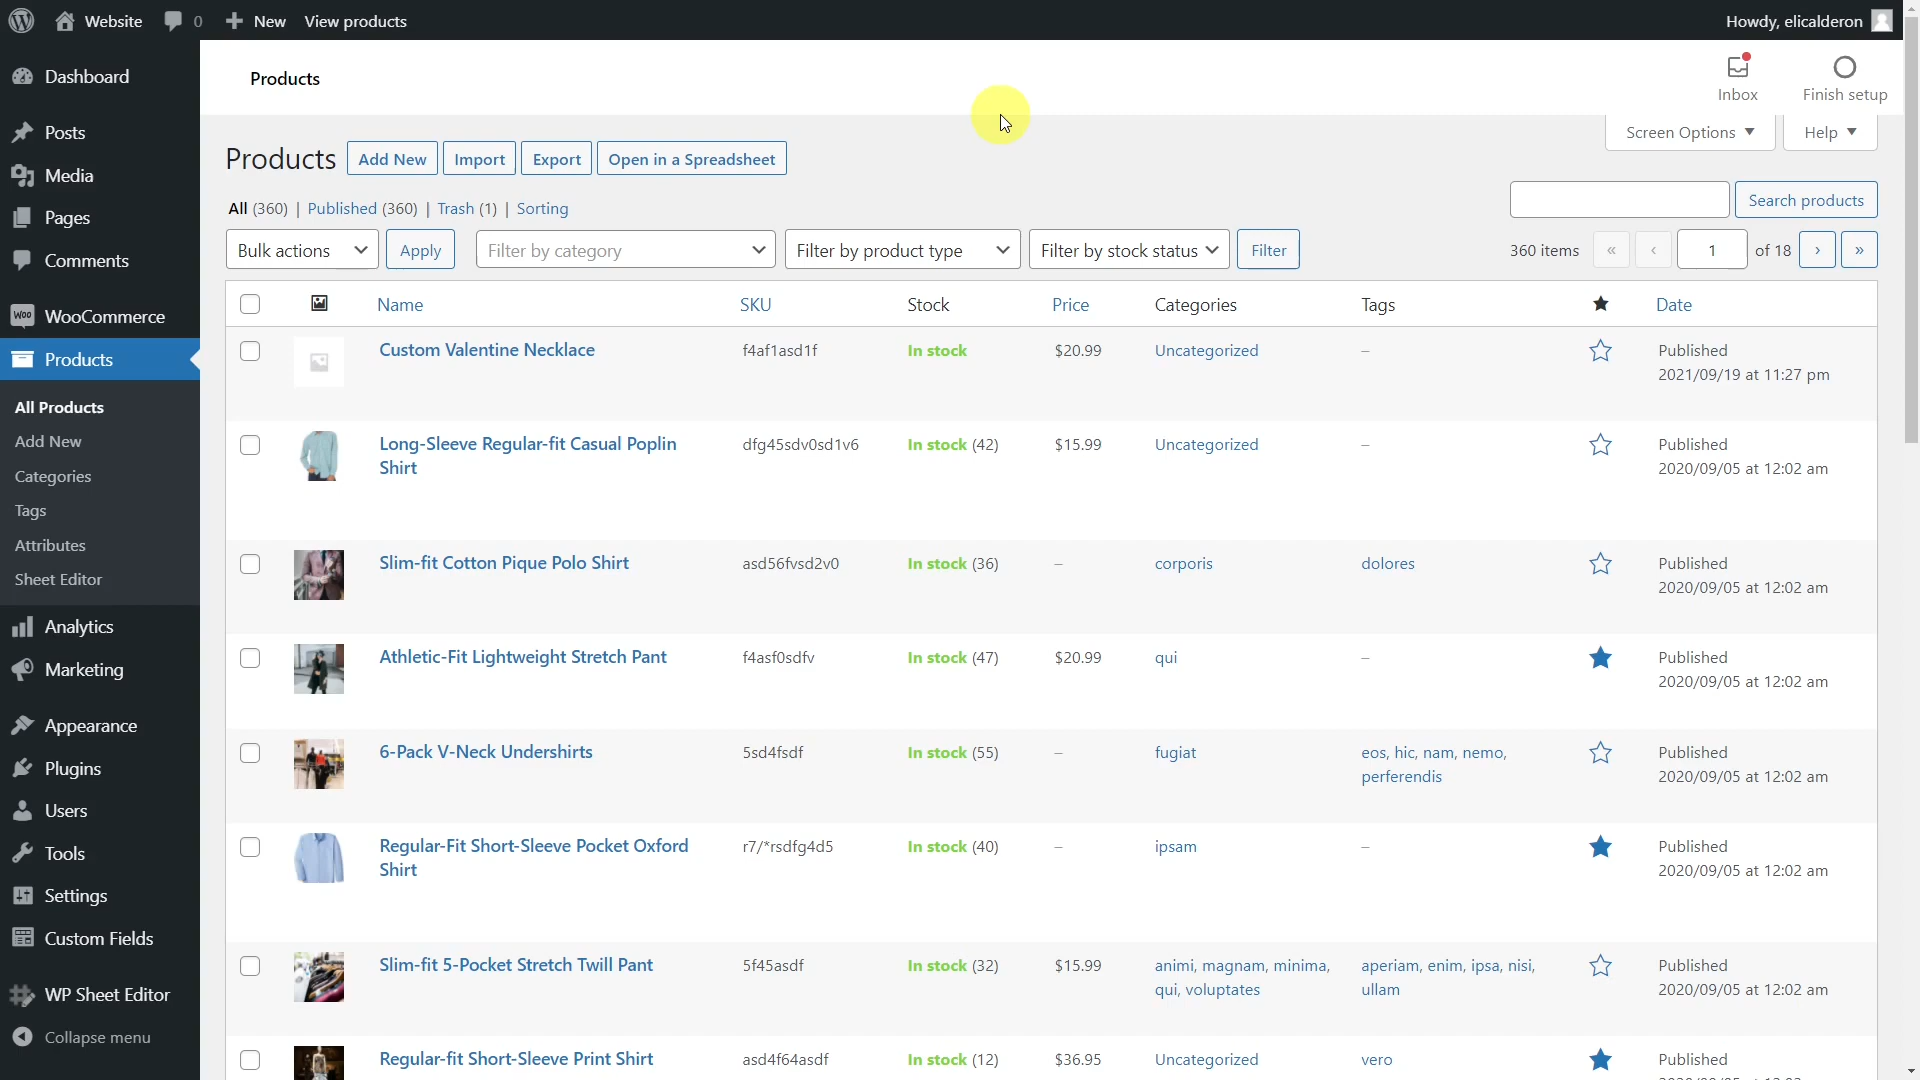 Website 0 New View products Howdy, elicalderon
Dashboard
Posts
Media
Pages
Comments
WooCommerce
Products
All Products
Add New
Categories
Tags
Attributes
Sheet Editor
Analytics
Marketing
Appearance
Plugins
Users
Tools
Settings
Custom Fields
WP Sheet Editor
Collapse menu
Products
Inbox
Finish setup
Screen Options
Help
Products Add New Import Export Open in a Spreadsheet
All (360) | Published (360) | Trash (1) | Sorting
Search products
Bulk actions Apply Filter by category Filter by product type Filter by stock status Filter 360 items « ‹ 1 of 18 › »
Name SKU Stock Price Categories Tags ★ Date
Custom Valentine Necklace f4af1asd1f In stock $20.99 Uncategorized – Published
2021/09/19 at 11:27 pm
Long-Sleeve Regular-fit Casual Poplin dfg45sdv0sd1v6 In stock (42) $15.99 Uncategorized – Published
Shirt 2020/09/05 at 12:02 am
Slim-fit Cotton Pique Polo Shirt asd56fvsd2v0 In stock (36) – corporis dolores Published
2020/09/05 at 12:02 am
Athletic-Fit Lightweight Stretch Pant f4asf0sdfv In stock (47) $20.99 qui – Published
2020/09/05 at 12:02 am
6-Pack V-Neck Undershirts 5sd4fsdf In stock (55) – fugiat eos, hic, nam, nemo, Published
perferendis 2020/09/05 at 12:02 am
Regular-Fit Short-Sleeve Pocket Oxford r7/*rsdfg4d5 In stock (40) – ipsam – Published
Shirt 2020/09/05 at 12:02 am
Slim-fit 5-Pocket Stretch Twill Pant 5f45asdf In stock (32) $15.99 animi, magnam, minima, aperiam, enim, ipsa, nisi, Published
qui, voluptates ullam 2020/09/05 at 12:02 am
Regular-fit Short-Sleeve Print Shirt asd4f64asdf In stock (12) $36.95 Uncategorized vero Published